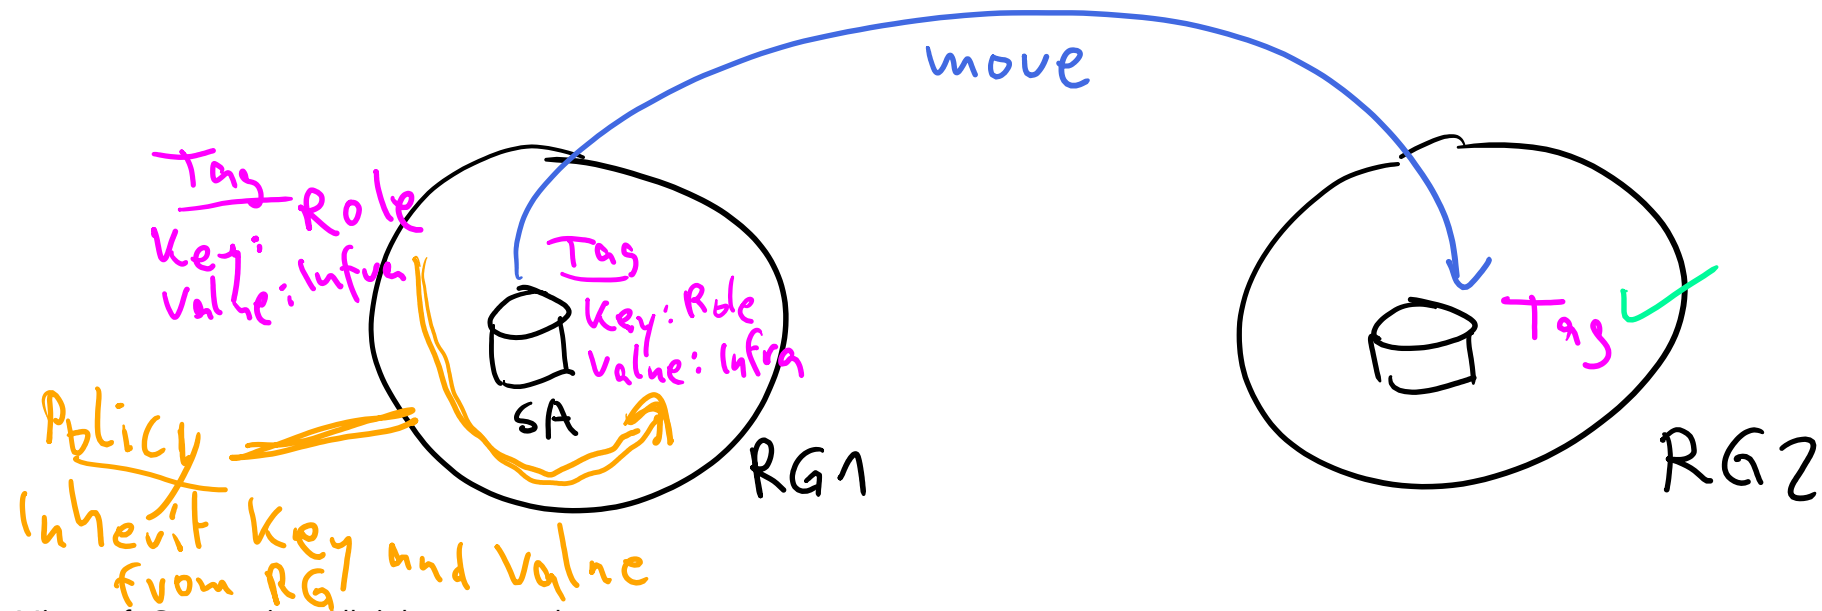 move
Tag
Key: Role
Value: Infra
Tag
Key: Role
Value: Infra
SA
RG1
Policy
Inherit Key and Value
from RG
Tag
RG2